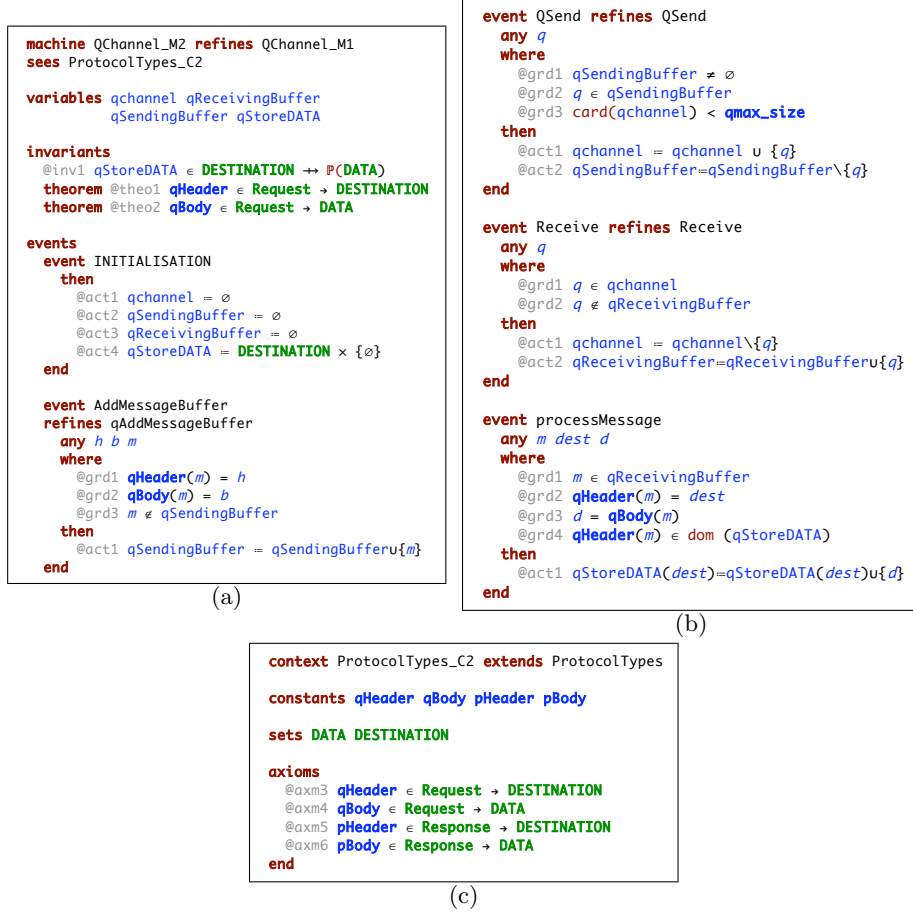 machine QChannel_M2 refines QChannel_M1
sees ProtocolTypes_C2
variables qchannel qReceivingBuffer
qSendingBuffer qStoreDATA
invariants
@inv1 qStoreDATA ∈ DESTINATION ⇸ ℙ(DATA)
theorem @theo1 qHeader ∈ Request → DESTINATION
theorem @theo2 qBody ∈ Request → DATA
events
event INITIALISATION
then
@act1 qchannel ≔ ∅
@act2 qSendingBuffer ≔ ∅
@act3 qReceivingBuffer ≔ ∅
@act4 qStoreDATA ≔ DESTINATION × {∅}
end
event AddMessageBuffer
refines qAddMessageBuffer
any h b m
where
@grd1 qHeader(m) = h
@grd2 qBody(m) = b
@grd3 m ∉ qSendingBuffer
then
@act1 qSendingBuffer ≔ qSendingBuffer∪{m}
end
(a)
event QSend refines QSend
any q
where
@grd1 qSendingBuffer ≠ ∅
@grd2 q ∈ qSendingBuffer
@grd3 card(qchannel) < qmax_size
then
@act1 qchannel ≔ qchannel ∪ {q}
@act2 qSendingBuffer≔qSendingBuffer\{q}
end
event Receive refines Receive
any q
where
@grd1 q ∈ qchannel
@grd2 q ∉ qReceivingBuffer
then
@act1 qchannel ≔ qchannel\{q}
@act2 qReceivingBuffer≔qReceivingBuffer∪{q}
end
event processMessage
any m dest d
where
@grd1 m ∈ qReceivingBuffer
@grd2 qHeader(m) = dest
@grd3 d = qBody(m)
@grd4 qHeader(m) ∈ dom (qStoreDATA)
then
@act1 qStoreDATA(dest)≔qStoreDATA(dest)∪{d}
end
(b)
context ProtocolTypes_C2 extends ProtocolTypes
constants qHeader qBody pHeader pBody
sets DATA DESTINATION
axioms
@axm3 qHeader ∈ Request → DESTINATION
@axm4 qBody ∈ Request → DATA
@axm5 pHeader ∈ Response → DESTINATION
@axm6 pBody ∈ Response → DATA
end
(c)